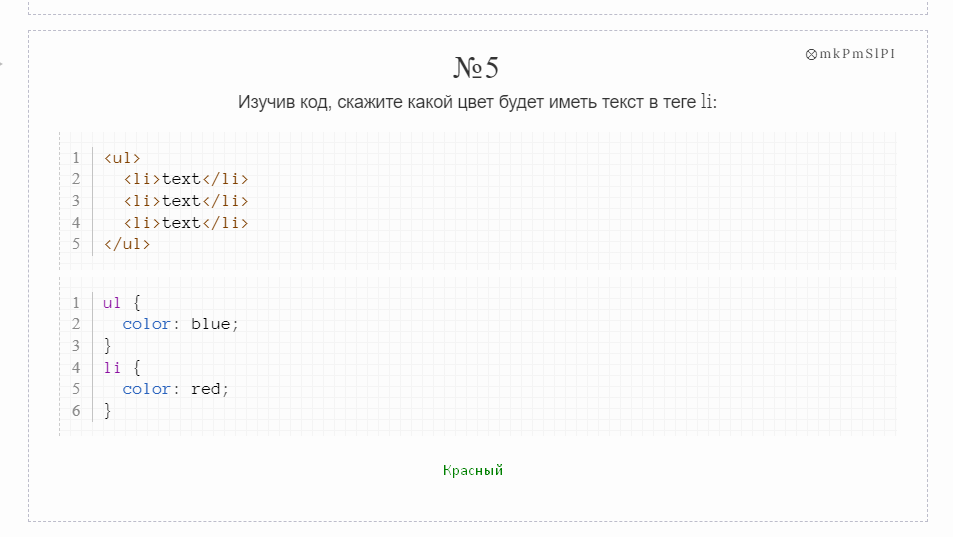 ⊗mkPmSlPI
№5
Изучив код, скажите какой цвет будет иметь текст в теге li:
1 <ul>
2   <li>text</li>
3   <li>text</li>
4   <li>text</li>
5 </ul>
1 ul {
2   color: blue;
3 }
4 li {
5   color: red;
6 }
Красный